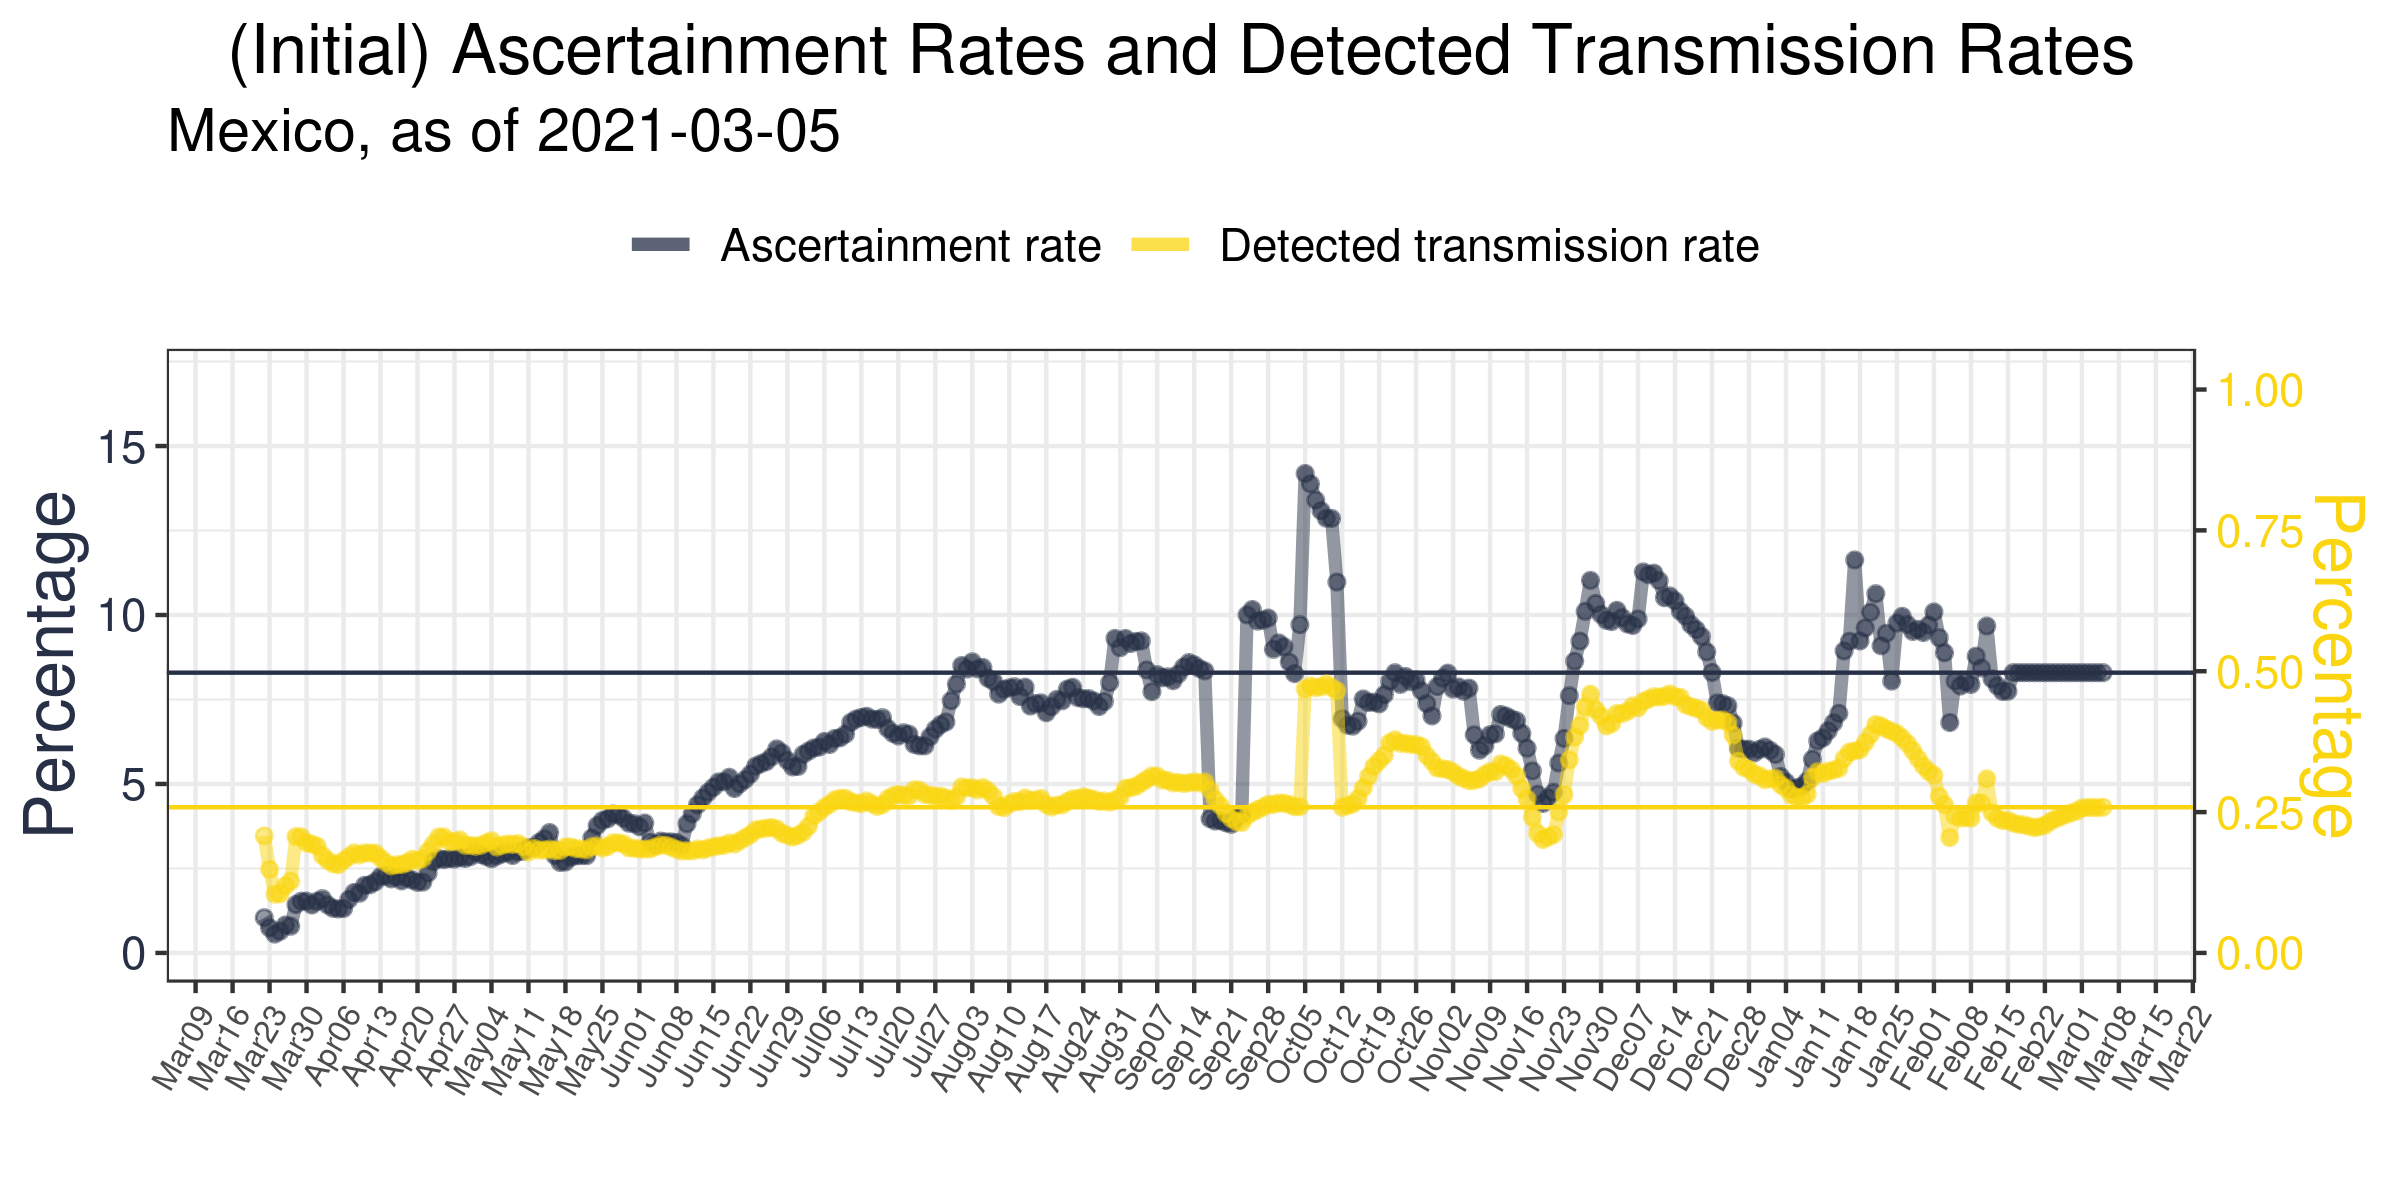 (Initial) Ascertainment Rates and Detected Transmission Rates
Mexico, as of 2021-03-05
Ascertainment rate
Detected transmission rate
Percentage
15
10
5
0
1.00
0.75
0.50
0.25
0.00
Percentage
Mar09
Mar16
Mar23
Mar30
Apr06
Apr13
Apr20
Apr27
May04
May11
May18
May25
Jun01
Jun08
Jun15
Jun22
Jun29
Jul06
Jul13
Jul20
Jul27
Aug03
Aug10
Aug17
Aug24
Aug31
Sep07
Sep14
Sep21
Sep28
Oct05
Oct12
Oct19
Oct26
Nov02
Nov09
Nov16
Nov23
Nov30
Dec07
Dec14
Dec21
Dec28
Jan04
Jan11
Jan18
Jan25
Feb01
Feb08
Feb15
Feb22
Mar01
Mar08
Mar15
Mar22